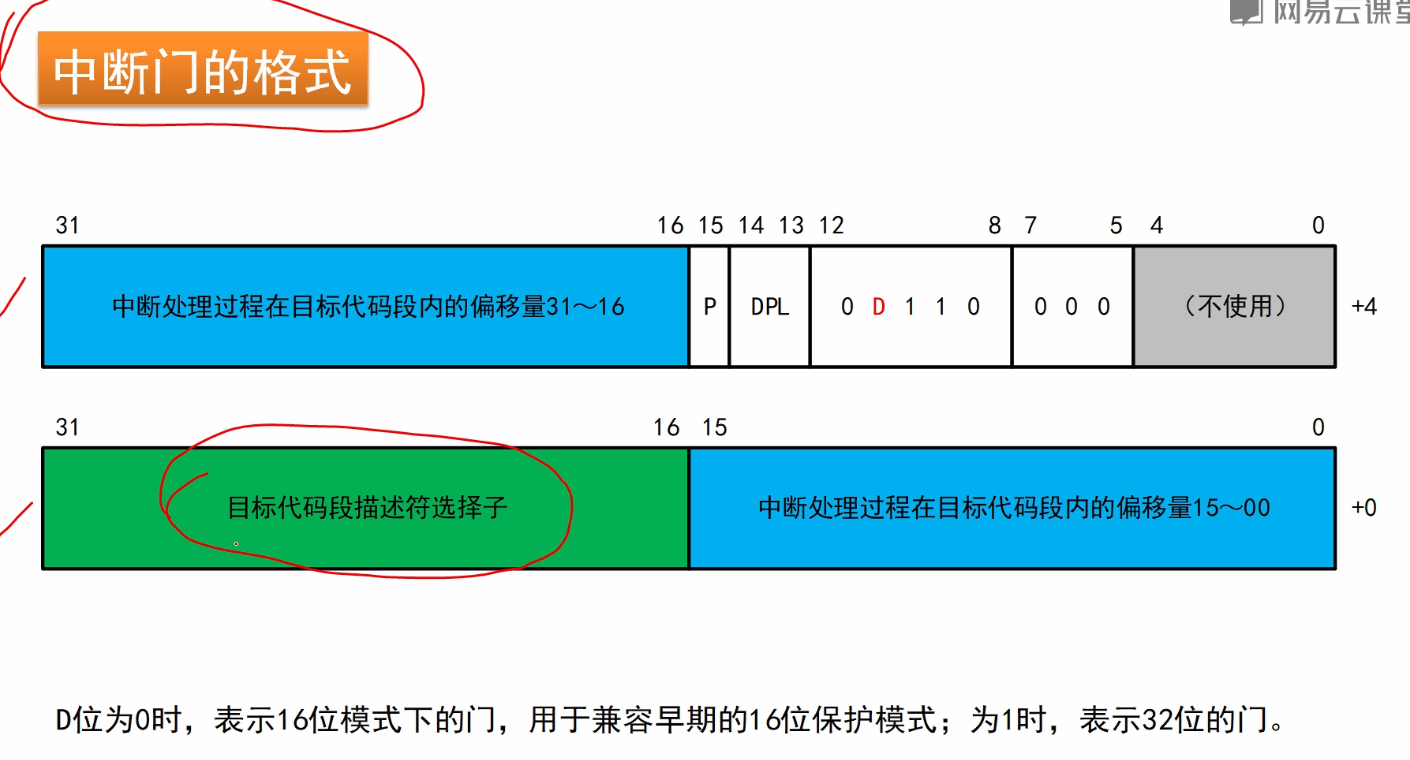 网易云课堂
中断门的格式
31 16 15 14 13 12 8 7 5 4 0
中断处理过程在目标代码段内的偏移量31～16 P DPL 0 D 1 1 0 0 0 0 （不使用） +4
31 16 15 0
目标代码段描述符选择子 中断处理过程在目标代码段内的偏移量15～00 +0
D位为0时，表示16位模式下的门，用于兼容早期的16位保护模式；为1时，表示32位的门。